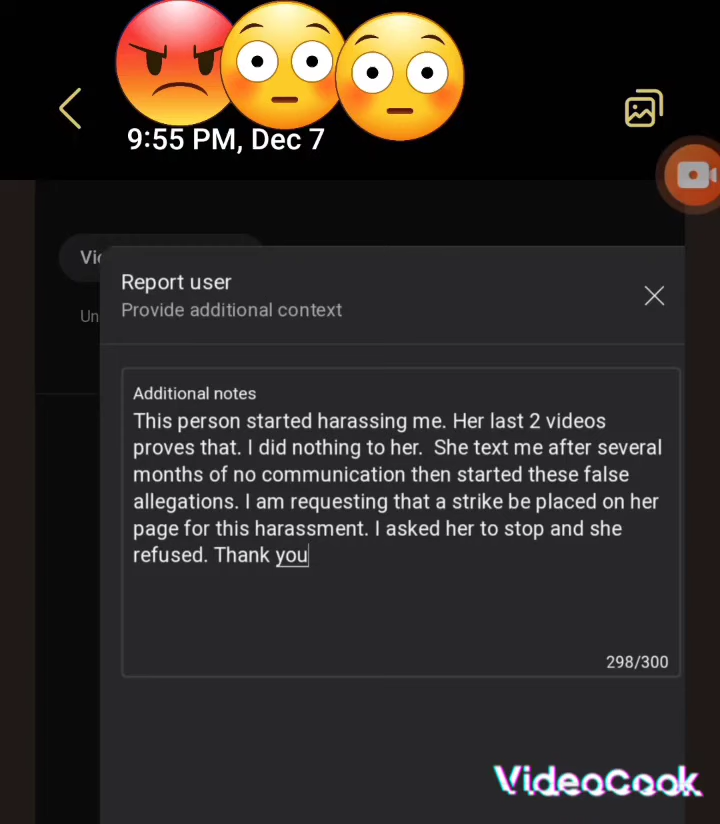 9:55 PM, Dec 7
Report user
Provide additional context
Additional notes
This person started harassing me. Her last 2 videos
proves that. I did nothing to her.  She text me after several
months of no communication then started these false
allegations. I am requesting that a strike be placed on her
page for this harassment. I asked her to stop and she
refused. Thank you
298/300
VideoCook